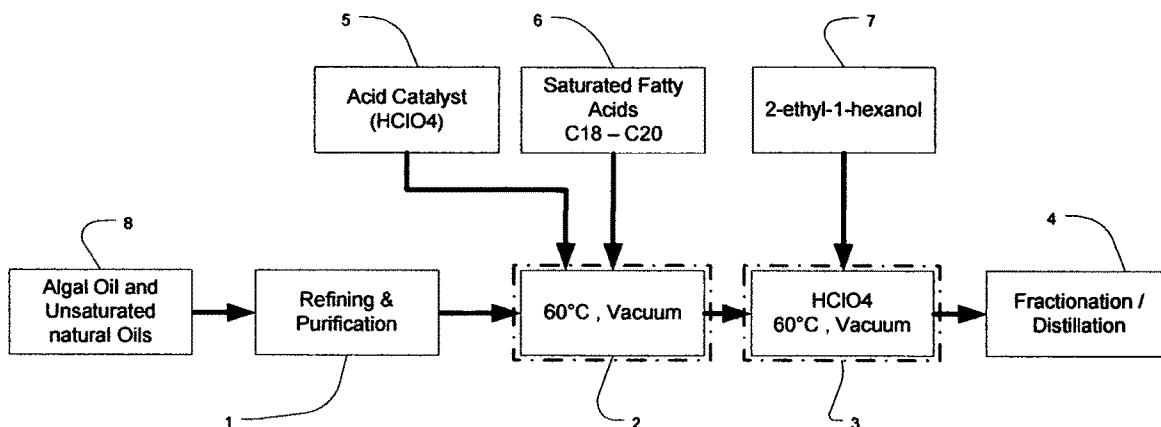 5
6
7
Acid Catalyst
(HClO4)
Saturated Fatty
Acids
C18 – C20
2-ethyl-1-hexanol
8
4
Algal Oil and
Unsaturated
natural Oils
Refining &
Purification
60°C , Vacuum
HClO4
60°C , Vacuum
Fractionation /
Distillation
1
2
3